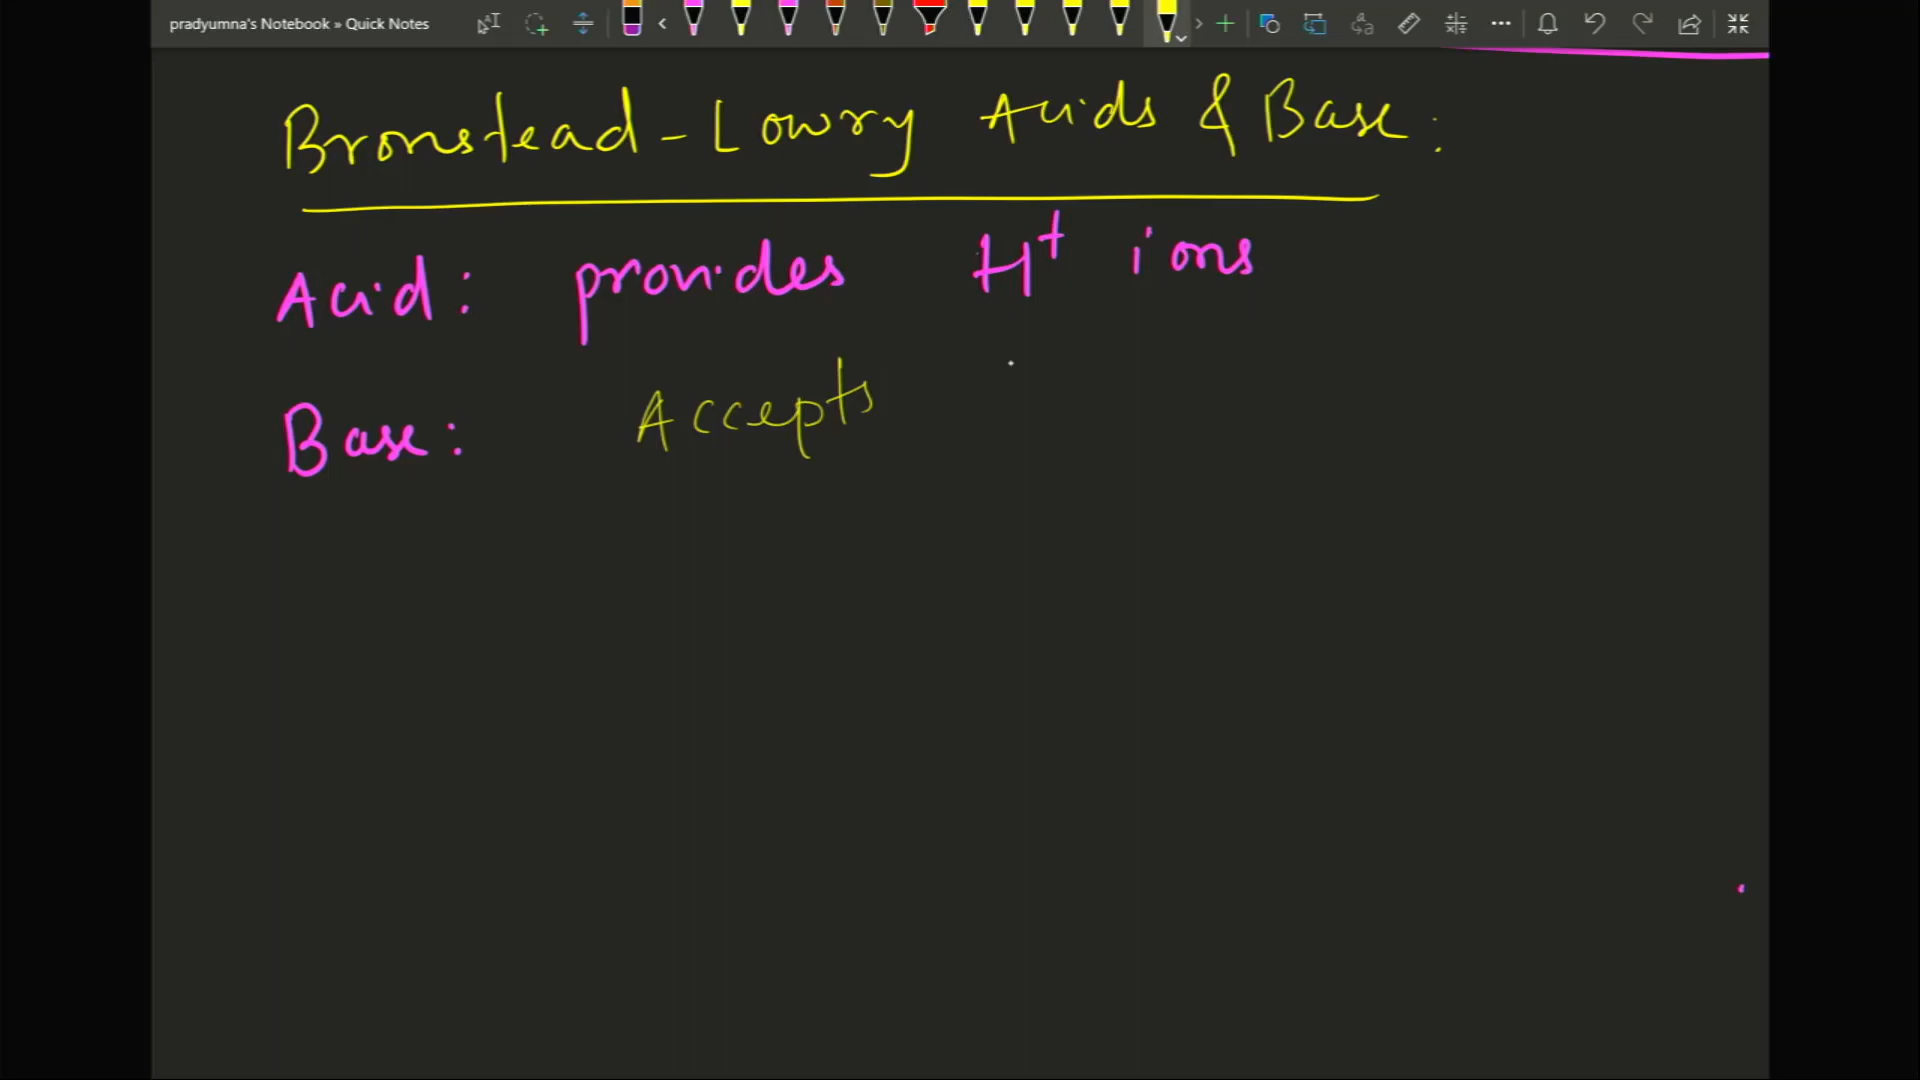 pradyumna's Notebook » Quick Notes
Bronstead - Lowry Acids & Base:
Acid: provides H⁺ ions
Base: Accepts